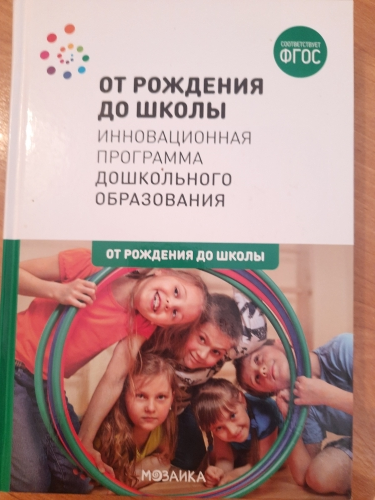 СООТВЕТСТВУЕТ
ФГОС
ОТ РОЖДЕНИЯ
ДО ШКОЛЫ
ИННОВАЦИОННАЯ
ПРОГРАММА
ДОШКОЛЬНОГО
ОБРАЗОВАНИЯ
ОТ РОЖДЕНИЯ ДО ШКОЛЫ
МОЗАИКА